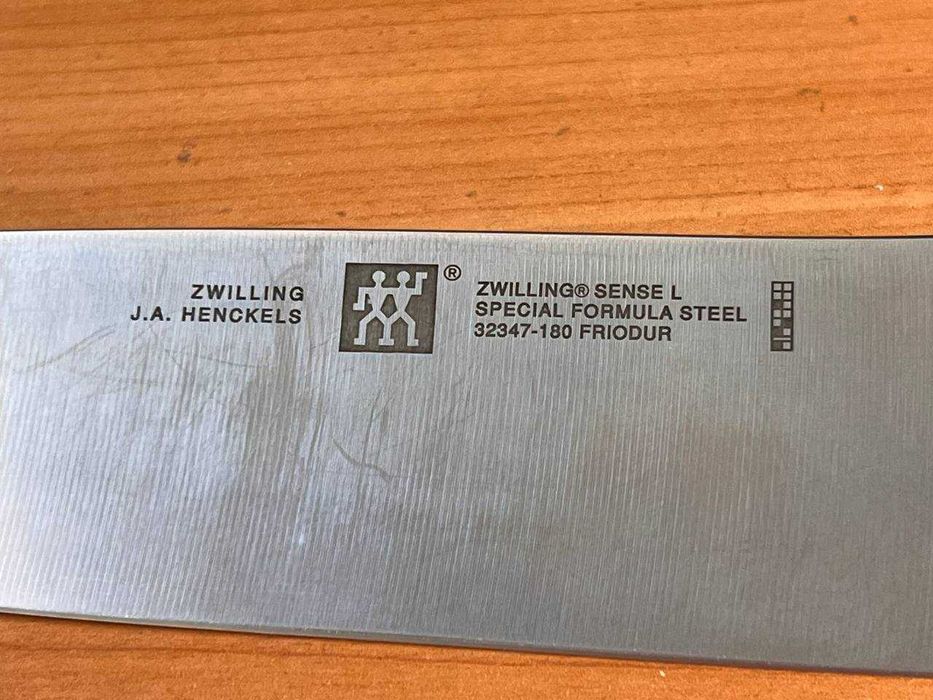 ZWILLING
J.A. HENCKELS
®
ZWILLING® SENSE L
SPECIAL FORMULA STEEL
32347-180 FRIODUR